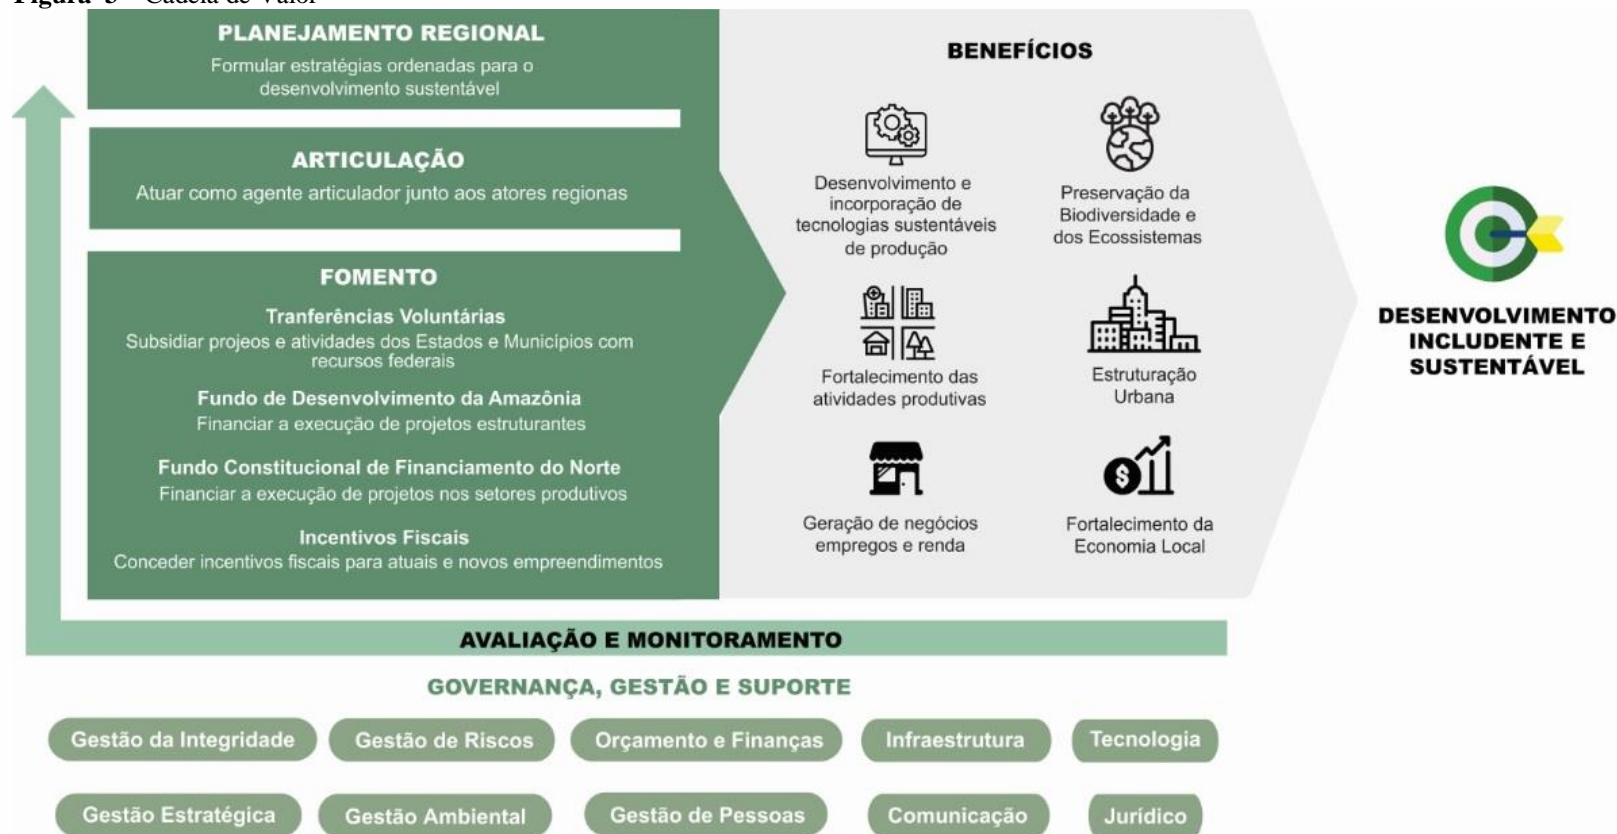 Figura 3 – Cadeia de Valor
PLANEJAMENTO REGIONAL
Formular estratégias ordenadas para o
desenvolvimento sustentável
ARTICULAÇÃO
Atuar como agente articulador junto aos atores regionas
FOMENTO
Tranferências Voluntárias
Subsidiar projeos e atividades dos Estados e Municípios com
recursos federais
Fundo de Desenvolvimento da Amazônia
Financiar a execução de projetos estruturantes
Fundo Constitucional de Financiamento do Norte
Financiar a execução de projetos nos setores produtivos
Incentivos Fiscais
Conceder incentivos fiscais para atuais e novos empreendimentos
BENEFÍCIOS
Desenvolvimento e
incorporação de
tecnologias sustentáveis
de produção
Preservação da
Biodiversidade e
dos Ecossistemas
Fortalecimento das
atividades produtivas
Estruturação
Urbana
Geração de negócios
empregos e renda
Fortalecimento da
Economia Local
DESENVOLVIMENTO
INCLUDENTE E
SUSTENTÁVEL
AVALIAÇÃO E MONITORAMENTO
GOVERNANÇA, GESTÃO E SUPORTE
Gestão da Integridade
Gestão de Riscos
Orçamento e Finanças
Infraestrutura
Tecnologia
Gestão Estratégica
Gestão Ambiental
Gestão de Pessoas
Comunicação
Jurídico